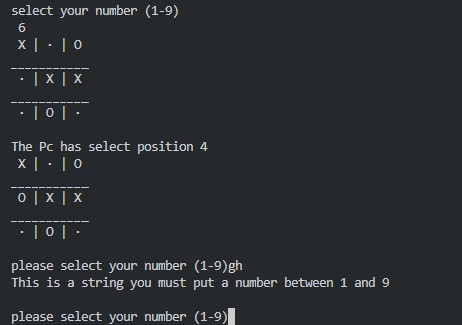 select your number (1-9)
6
X | · | O
___________
· | X | X
___________
· | O | ·
The Pc has select position 4
X | · | O
___________
O | X | X
___________
· | O | ·
please select your number (1-9)gh
This is a string you must put a number between 1 and 9
please select your number (1-9)